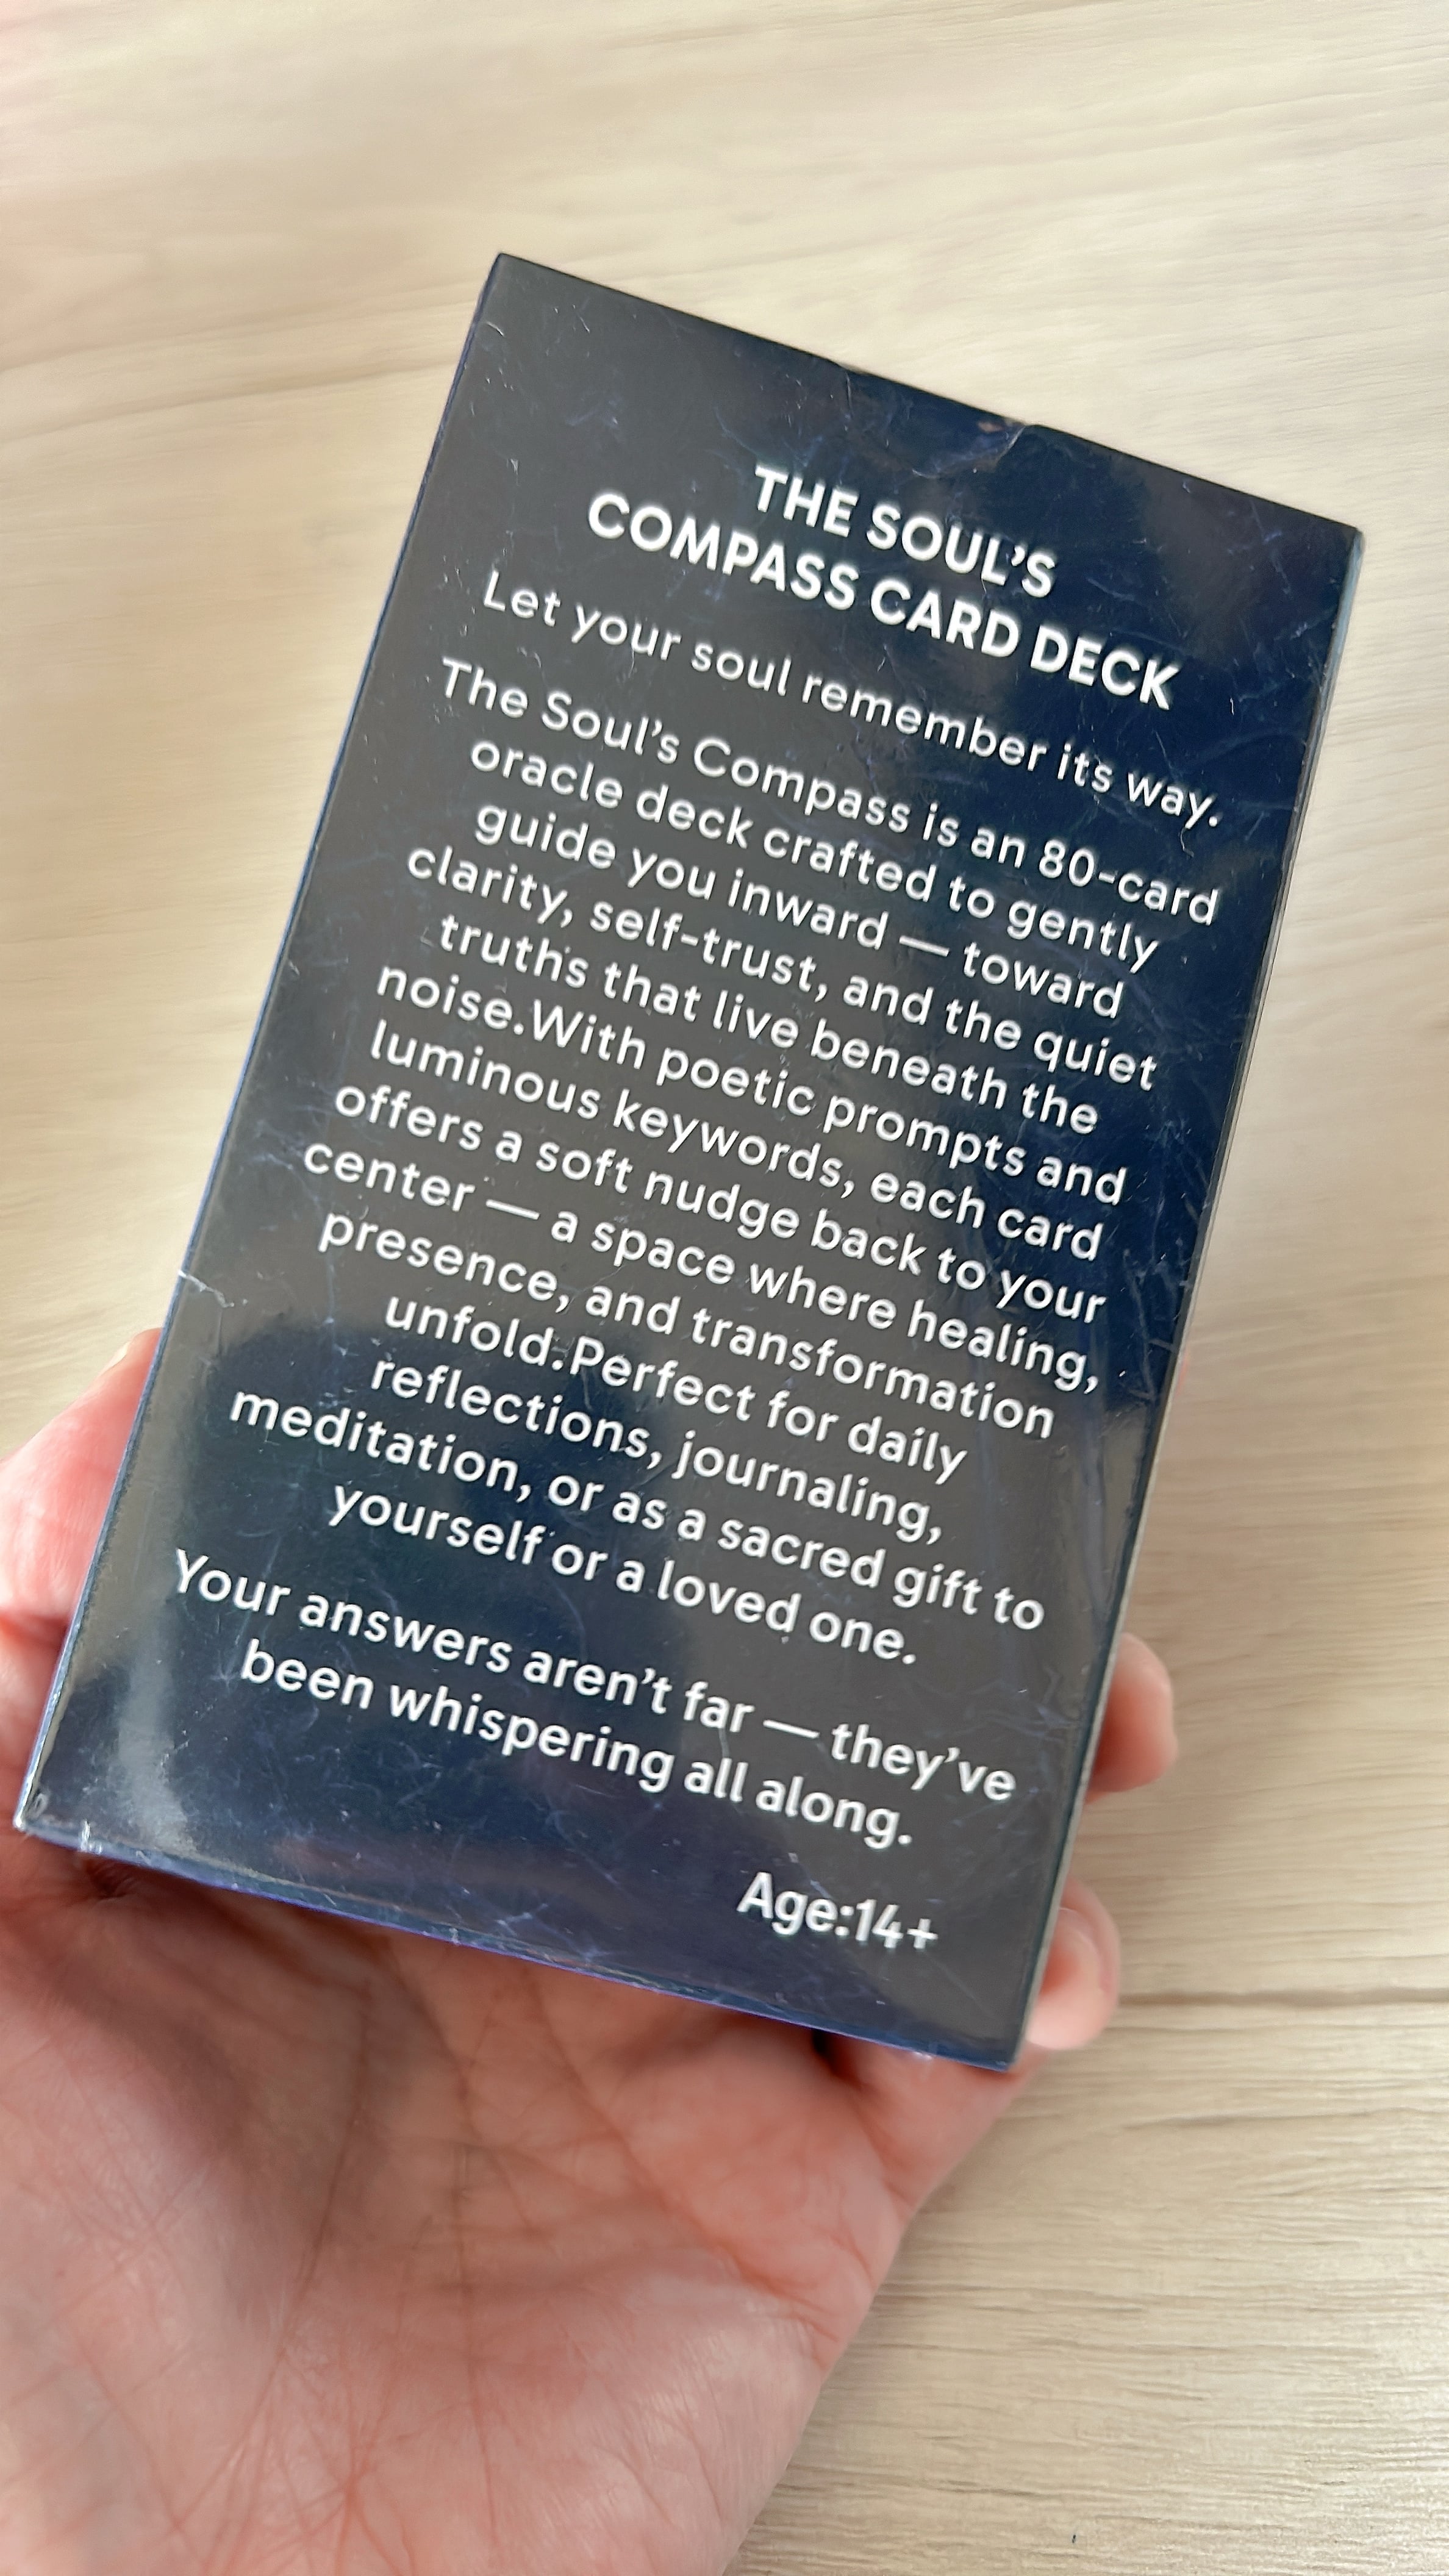 THE SOUL’S
COMPASS CARD DECK
Let your soul remember its way.
The Soul’s Compass is an 80-card
oracle deck crafted to gently
guide you inward — toward
clarity, self-trust, and the quiet
truths that live beneath the
noise.With poetic prompts and
luminous keywords, each card
offers a soft nudge back to your
center — a space where healing,
presence, and transformation
unfold.Perfect for daily
reflections, journaling,
meditation, or as a sacred gift to
yourself or a loved one.
Your answers aren’t far — they’ve
been whispering all along.
Age:14+